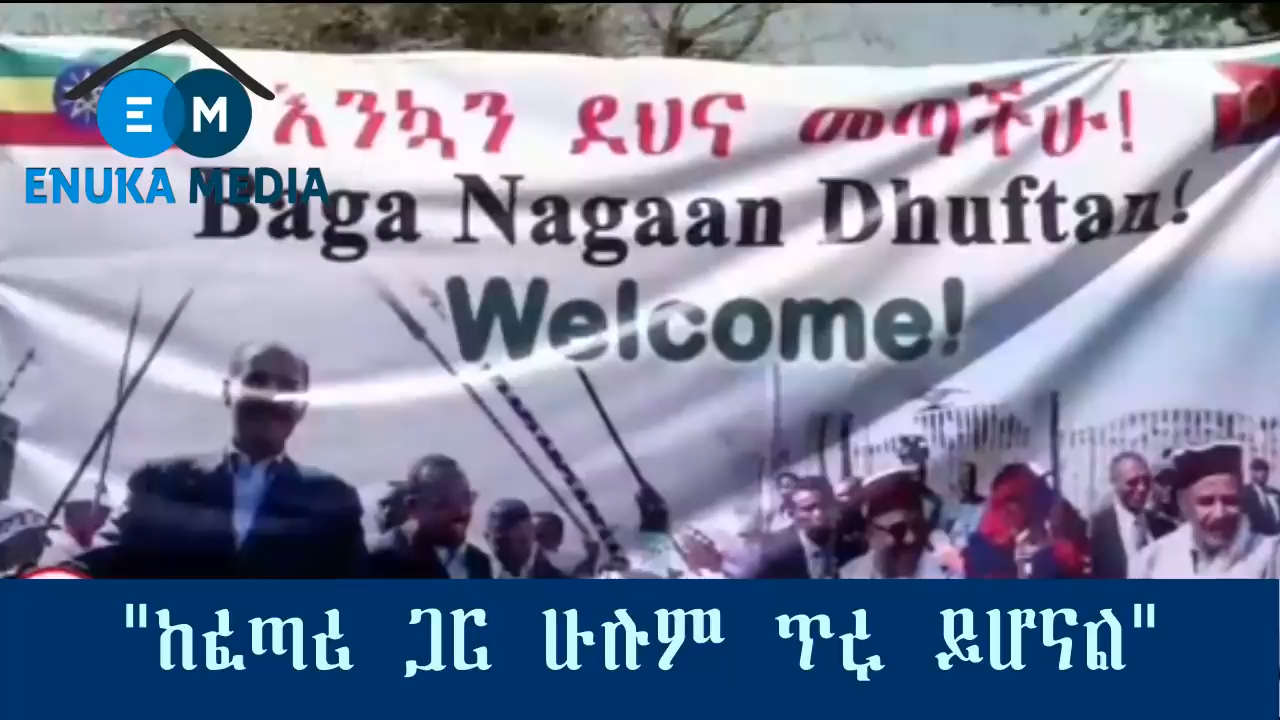 EM
ENUKA MEDIA
እንኳን ደህና መጣችሁ!
Baga Nagaan Dhuftan!
Welcome!
"ከፈጣሪ ጋር ሁሉም ጥሩ ይሆናል"